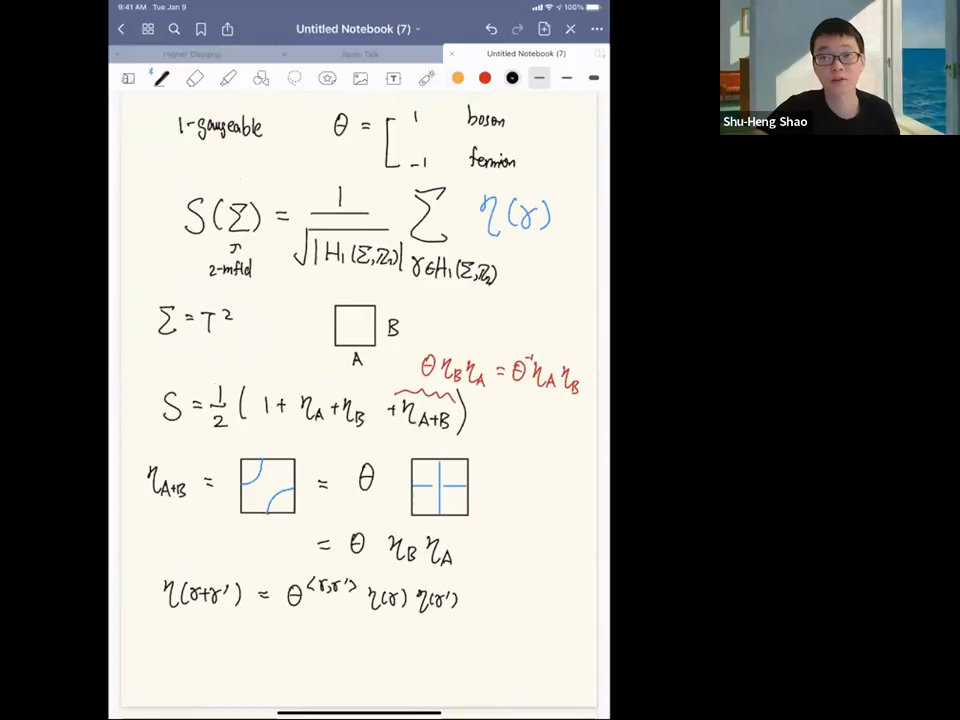 9:41 AM Tue Jan 9
100%
Untitled Notebook (7)
Higher Gauging
Untitled Notebook (7)
1-gaugeable θ = [ 1 boson
-1 fermion
S(Σ) = 1/√|H₁(Σ,ℤ₂)| Σ_{γ∈H₁(Σ,ℤ₂)} η(γ)
2-mfld
Σ = T²
B
A
θ η_B η_A = θ⁻¹ η_A η_B
S = 1/2 ( 1 + η_A + η_B + η_{A+B} )
η_{A+B} = = θ
= θ η_B η_A
η(γ+γ') = θ^{⟨γ,γ'⟩} η(γ) η(γ')
Shu-Heng Shao